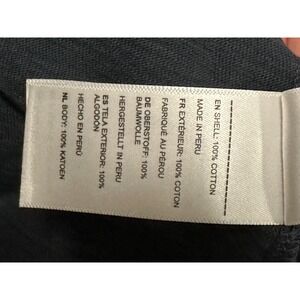 EN SHELL: 100% COTTON
MADE IN PERU
FR EXTÉRIEUR: 100% COTON
FABRIQUÉ AU PÉROU
DE OBERSTOFF: 100%
BAUMWOLLE
HERGESTELLT IN PERU
ES TELA EXTERIOR: 100%
ALGODÓN
HECHO EN PERÚ
NL BODY: 100% KATOEN